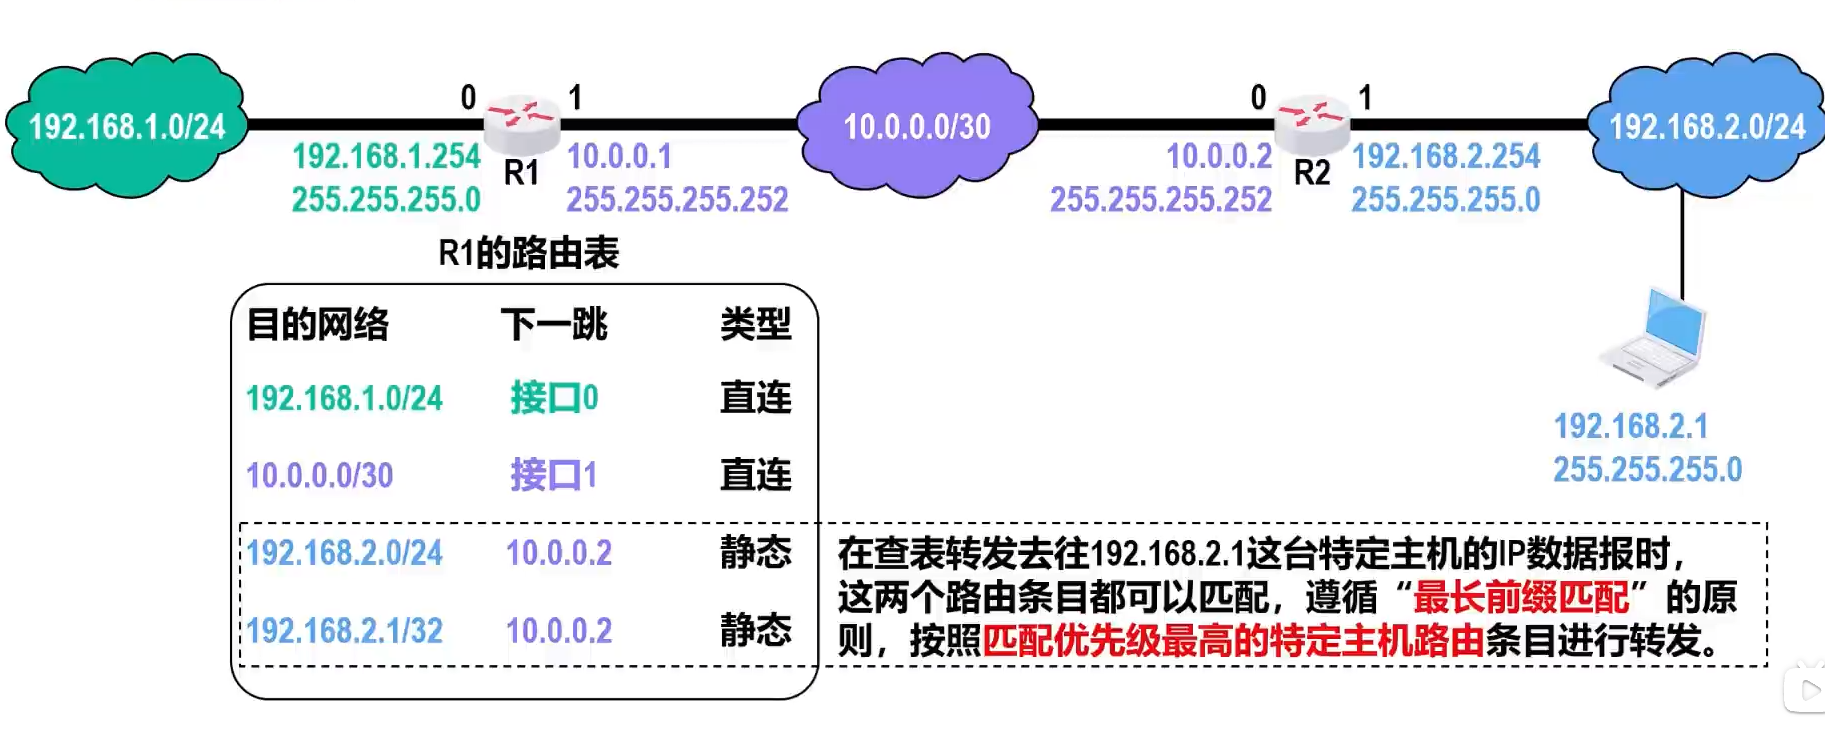 192.168.1.0/24
0
1
10.0.0.0/30
0
1
192.168.2.0/24
192.168.1.254
255.255.255.0
R1
10.0.0.1
255.255.255.252
10.0.0.2
255.255.255.252
R2
192.168.2.254
255.255.255.0
192.168.2.1
255.255.255.0
R1的路由表
目的网络 下一跳 类型
192.168.1.0/24 接口0 直连
10.0.0.0/30 接口1 直连
192.168.2.0/24 10.0.0.2 静态
192.168.2.1/32 10.0.0.2 静态
在查表转发去往192.168.2.1这台特定主机的IP数据报时，
这两个路由条目都可以匹配，遵循“最长前缀匹配”的原
则，按照匹配优先级最高的特定主机路由条目进行转发。